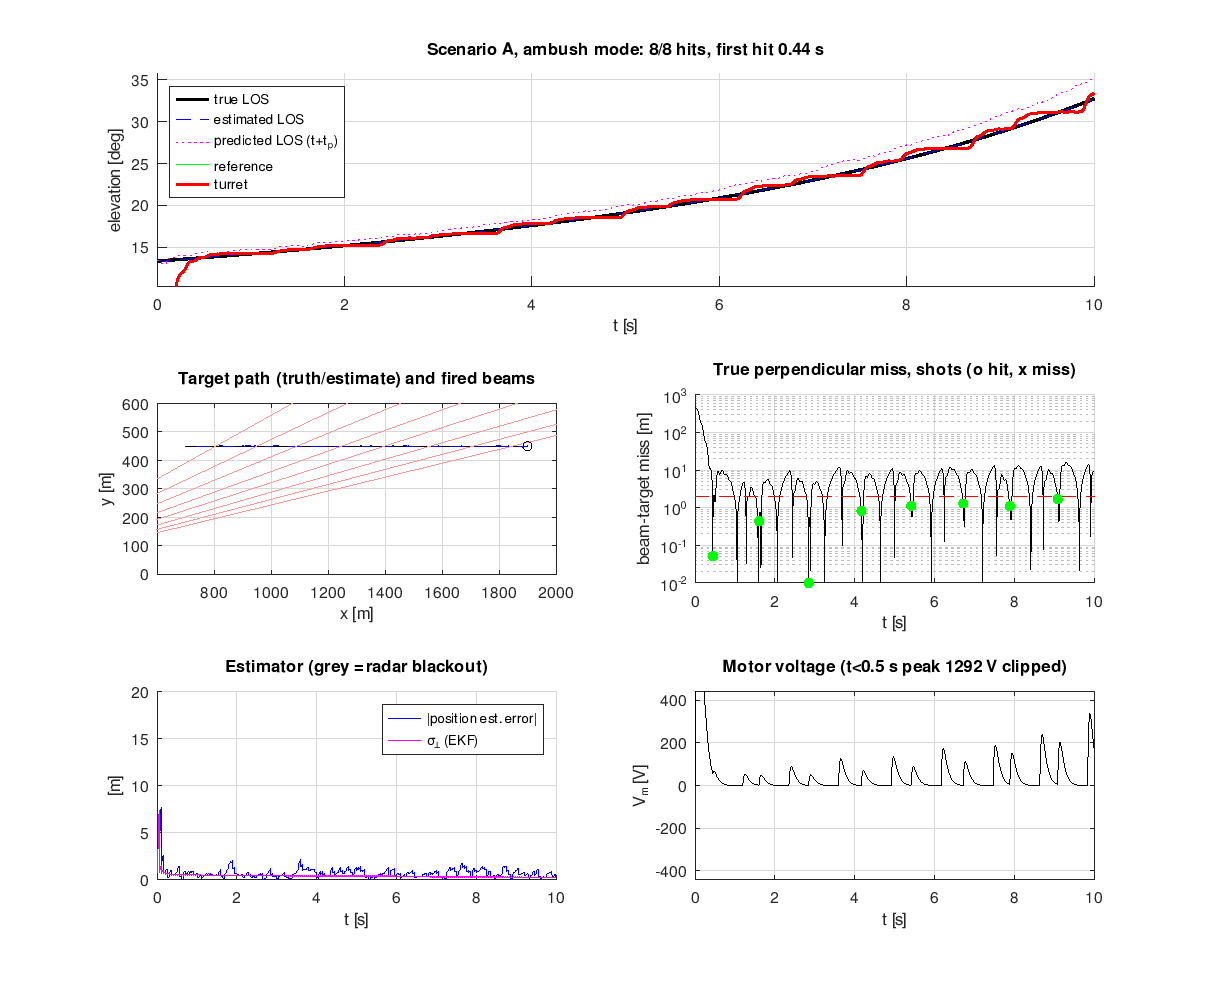 Scenario A, ambush mode: 8/8 hits, first hit 0.44 s
35
30
25
20
15
elevation [deg]
true LOS
estimated LOS
predicted LOS (t+tp)
reference
turret
0 2 4 6 8 10
t [s]
Target path (truth/estimate) and fired beams
600
500
400
300
200
100
0
y [m]
800 1000 1200 1400 1600 1800 2000
x [m]
True perpendicular miss, shots (o hit, x miss)
10^3
10^2
10^1
10^0
10^-1
10^-2
beam-target miss [m]
0 2 4 6 8 10
t [s]
Estimator (grey = radar blackout)
20
15
10
5
0
[m]
|position est. error|
σ⊥ (EKF)
0 2 4 6 8 10
t [s]
Motor voltage (t<0.5 s peak 1292 V clipped)
400
200
0
-200
-400
Vm [V]
0 2 4 6 8 10
t [s]